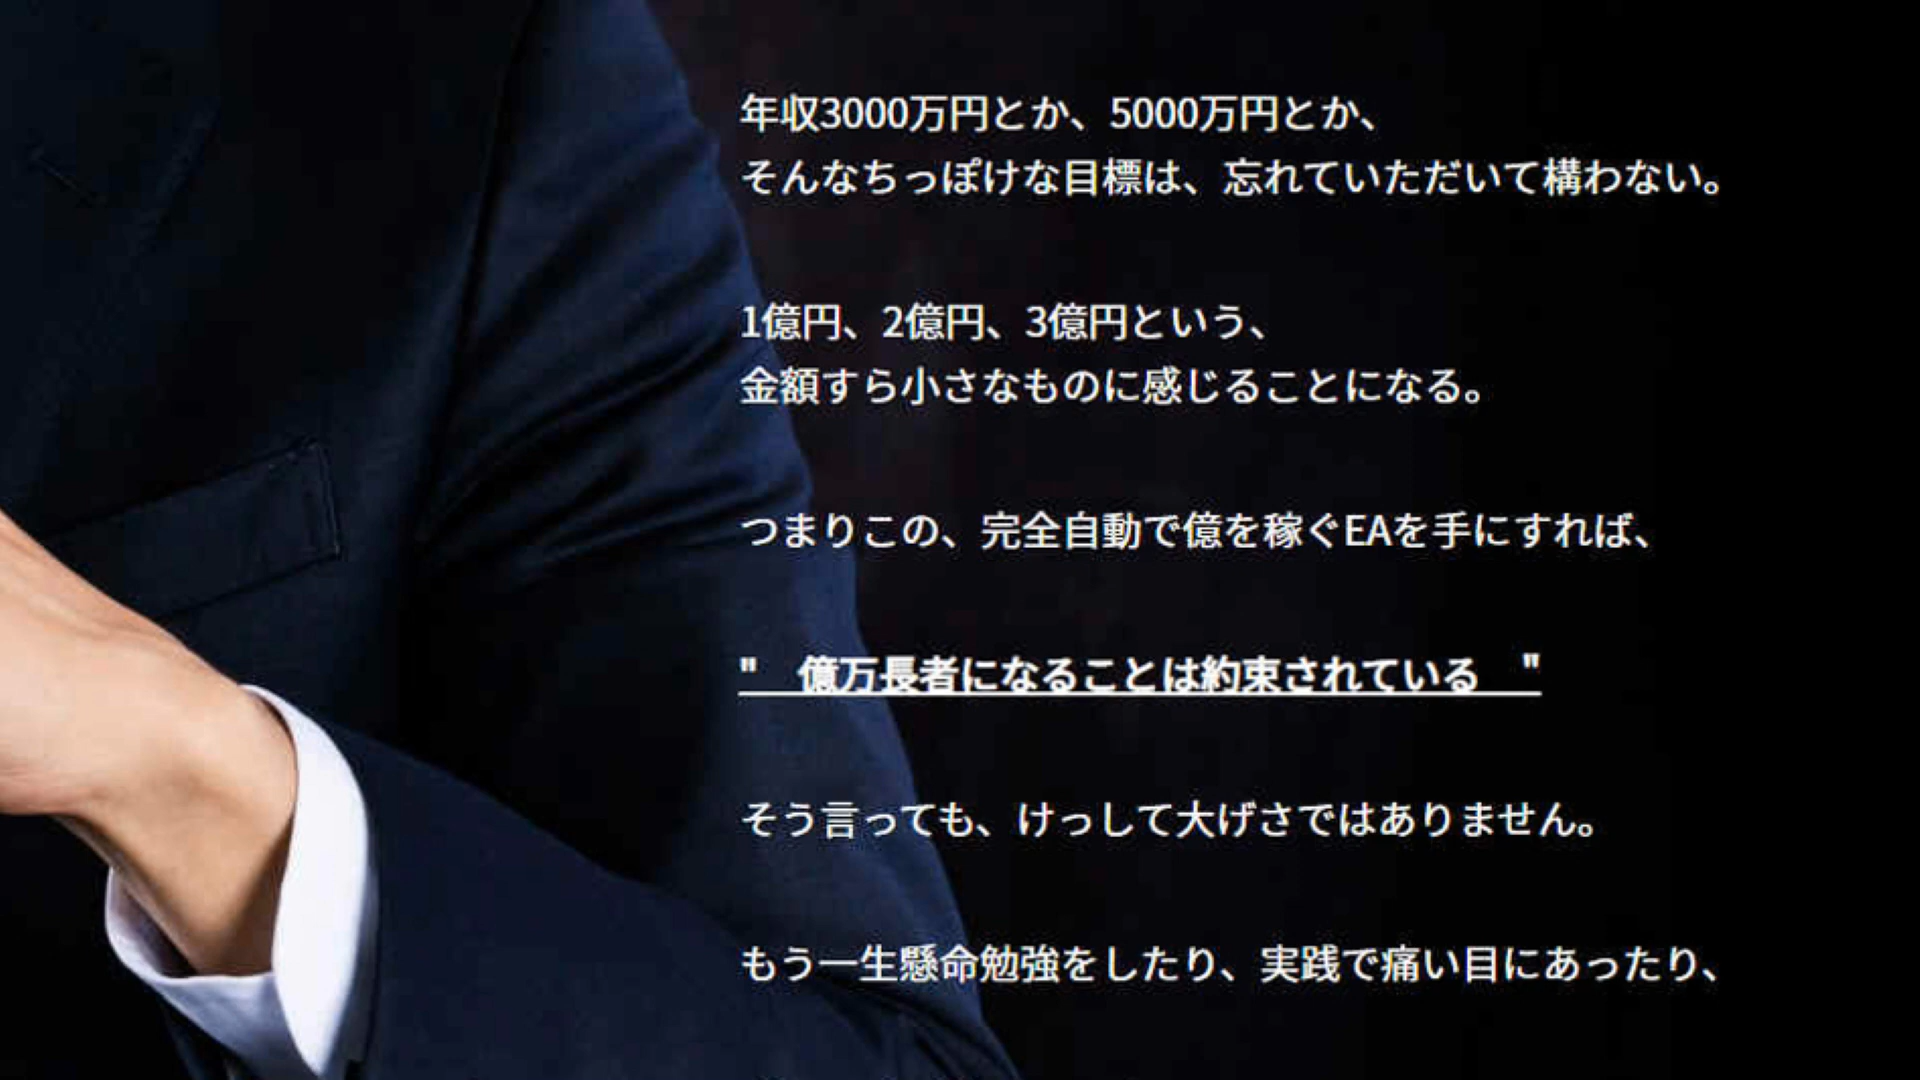 年収3000万円とか、5000万円とか、
そんなちっぽけな目標は、忘れていただいて構わない。
1億円、2億円、3億円という、
金額すら小さなものに感じることになる。
つまりこの、完全自動で億を稼ぐEAを手にすれば、
"　億万長者になることは約束されている　"
そう言っても、けっして大げさではありません。
もう一生懸命勉強をしたり、実践で痛い目にあったり、